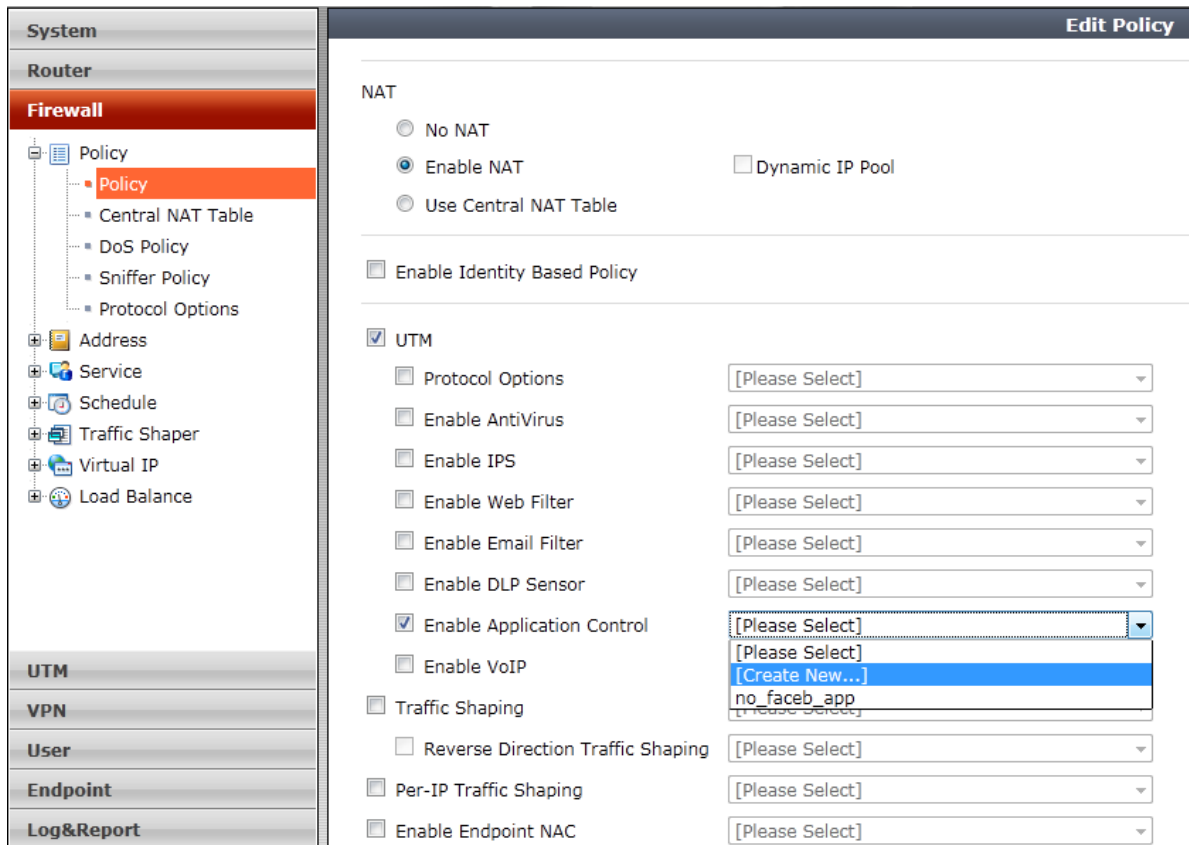 System
Router
Firewall
Policy
Policy
Central NAT Table
DoS Policy
Sniffer Policy
Protocol Options
Address
Service
Schedule
Traffic Shaper
Virtual IP
Load Balance
UTM
VPN
User
Endpoint
Log&Report
Edit Policy
NAT
No NAT
Enable NAT Dynamic IP Pool
Use Central NAT Table
Enable Identity Based Policy
UTM
Protocol Options [Please Select]
Enable AntiVirus [Please Select]
Enable IPS [Please Select]
Enable Web Filter [Please Select]
Enable Email Filter [Please Select]
Enable DLP Sensor [Please Select]
Enable Application Control [Please Select]
[Please Select]
Enable VoIP [Create New...]
no_faceb_app
Traffic Shaping [Please Select]
Reverse Direction Traffic Shaping [Please Select]
Per-IP Traffic Shaping [Please Select]
Enable Endpoint NAC [Please Select]